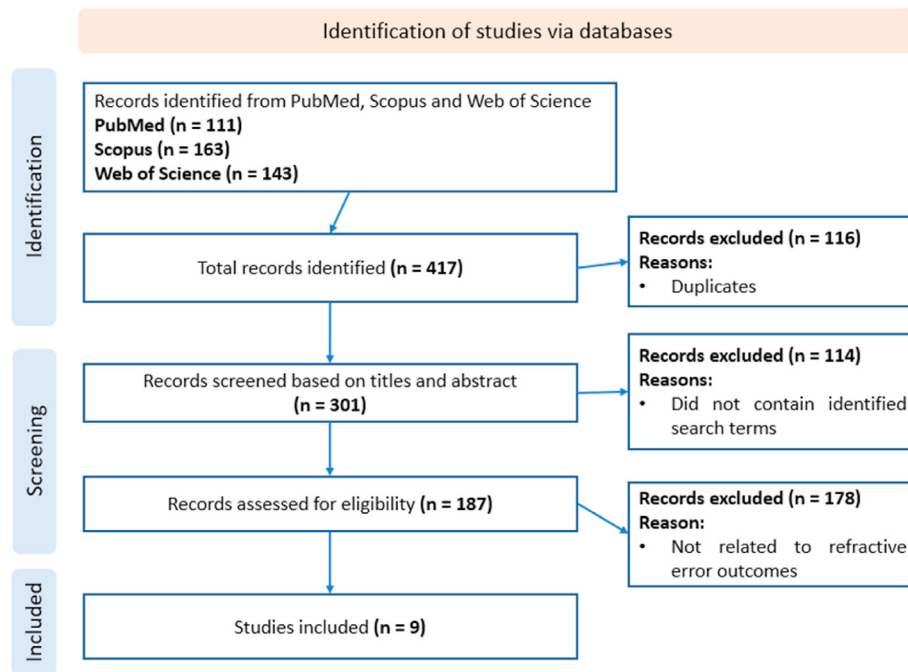 Identification of studies via databases
Identification
Records identified from PubMed, Scopus and Web of Science
PubMed (n = 111)
Scopus (n = 163)
Web of Science (n = 143)
Total records identified (n = 417)
Records excluded (n = 116)
Reasons:
• Duplicates
Screening
Records screened based on titles and abstract
(n = 301)
Records excluded (n = 114)
Reasons:
• Did not contain identified
search terms
Records assessed for eligibility (n = 187)
Records excluded (n = 178)
Reason:
• Not related to refractive
error outcomes
Included
Studies included (n = 9)